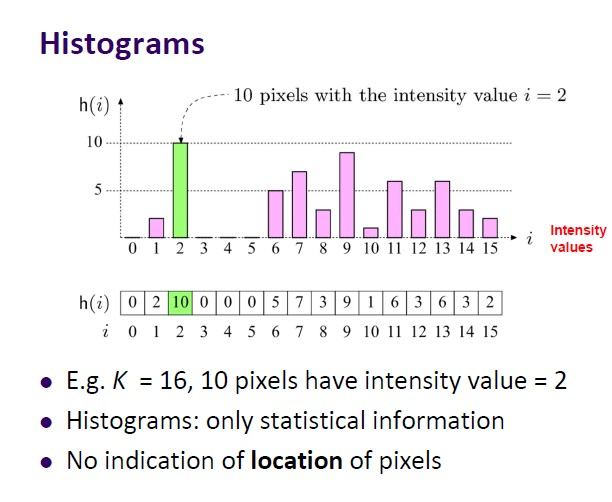 Histograms
10 pixels with the intensity value i = 2
h(i)
10
5
0 1 2 3 4 5 6 7 8 9 10 11 12 13 14 15
i
Intensity
values
h(i) 0 2 10 0 0 0 5 7 3 9 1 6 3 6 3 2
i 0 1 2 3 4 5 6 7 8 9 10 11 12 13 14 15
• E.g. K = 16, 10 pixels have intensity value = 2
• Histograms: only statistical information
• No indication of location of pixels